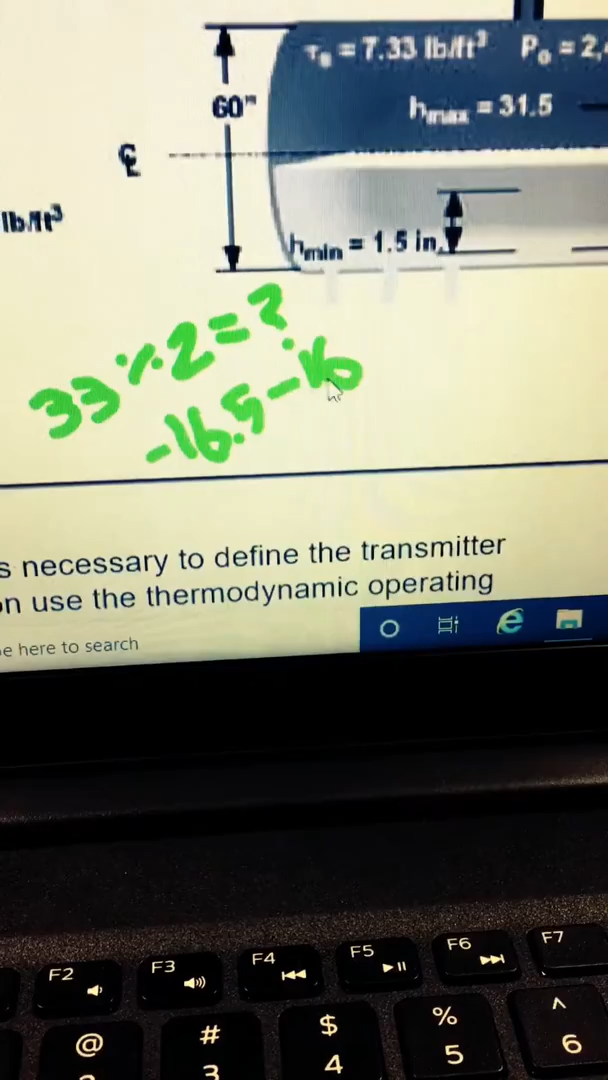 = 7.33 lb/ft³ P₀ = 2,
60"
hmax = 31.5
℄
lb/ft³
hmin = 1.5 in.
33 ÷ 2 = ?
-16.5-16
s necessary to define the transmitter
on use the thermodynamic operating
e here to search
F2
F3
F4
F5
F6
F7
@
#
3
$
4
%
5
^
6